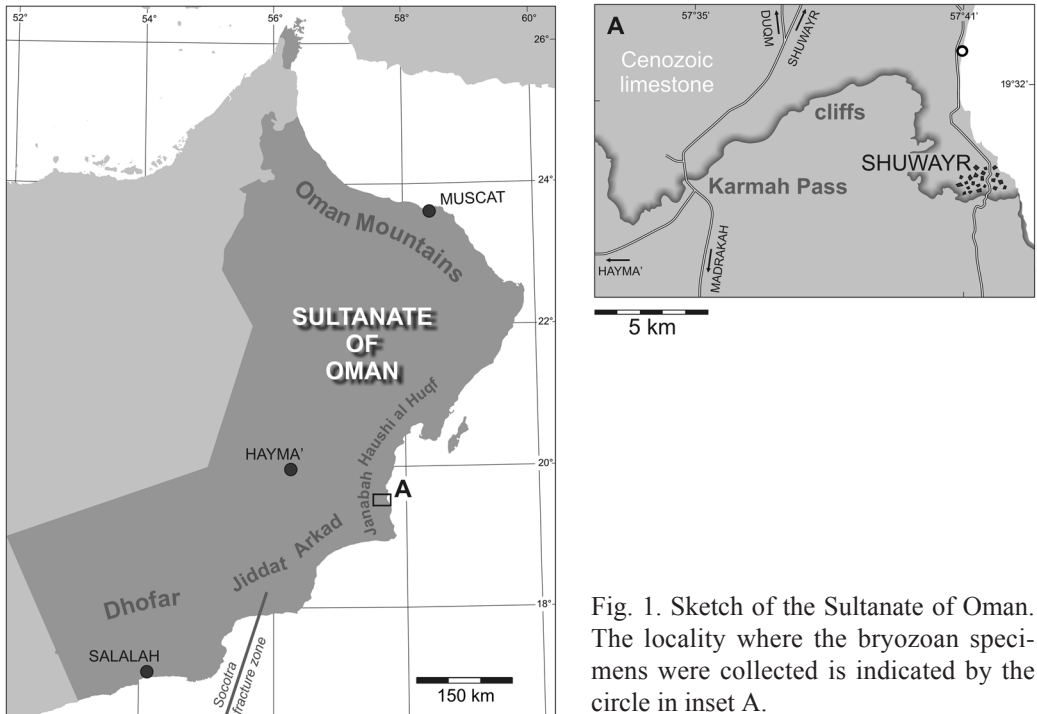 52°
54°
56°
58°
60°
26°
24°
22°
20°
18°
MUSCAT
Oman Mountains
SULTANATE
OF
OMAN
HAYMA’
Janabah Haushi al Huqf
A
Jiddat Arkad
Dhofar
SALALAH
Socotra
fracture zone
150 km
A
57°35
57°41
19°32’
DUQM
SHUWAYR
Cenozoic
limestone
cliffs
SHUWAYR
Karmah Pass
HAYMA’
MADRAKAH
5 km
Fig. 1. Sketch of the Sultanate of Oman.
The locality where the bryozoan speci-
mens were collected is indicated by the
circle in inset A.